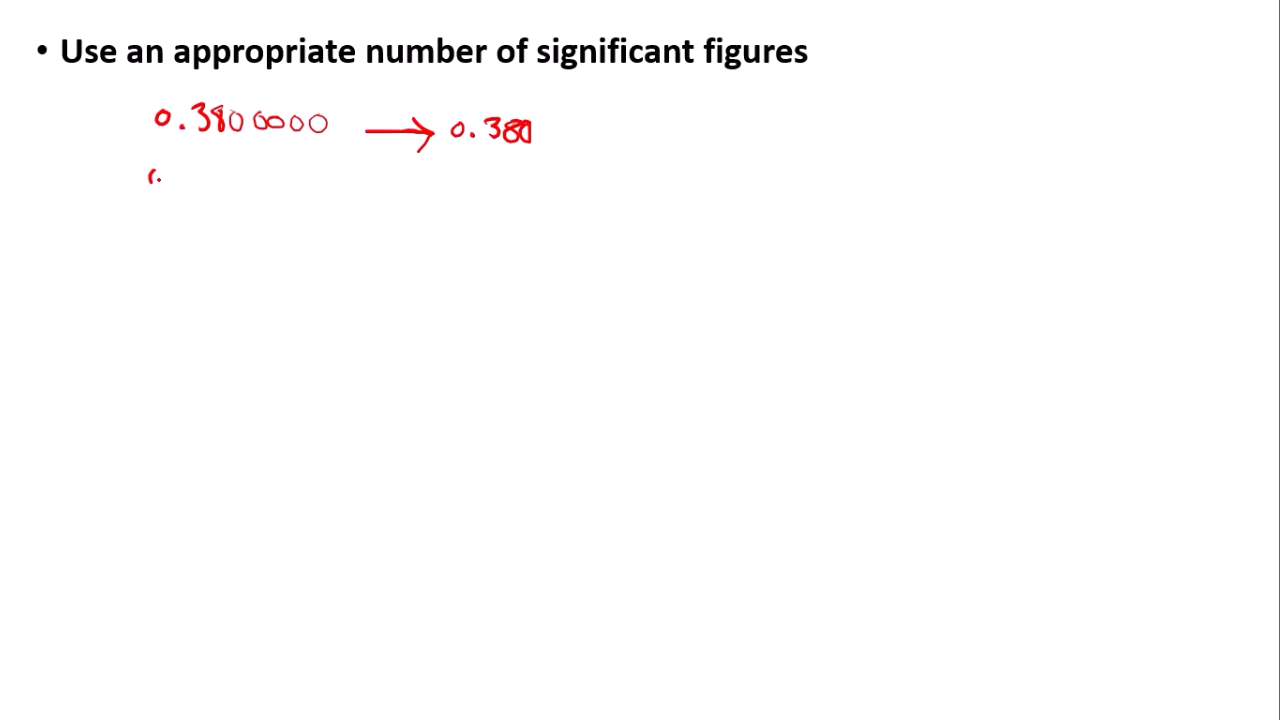 • Use an appropriate number of significant figures
0.3800000 → 0.380